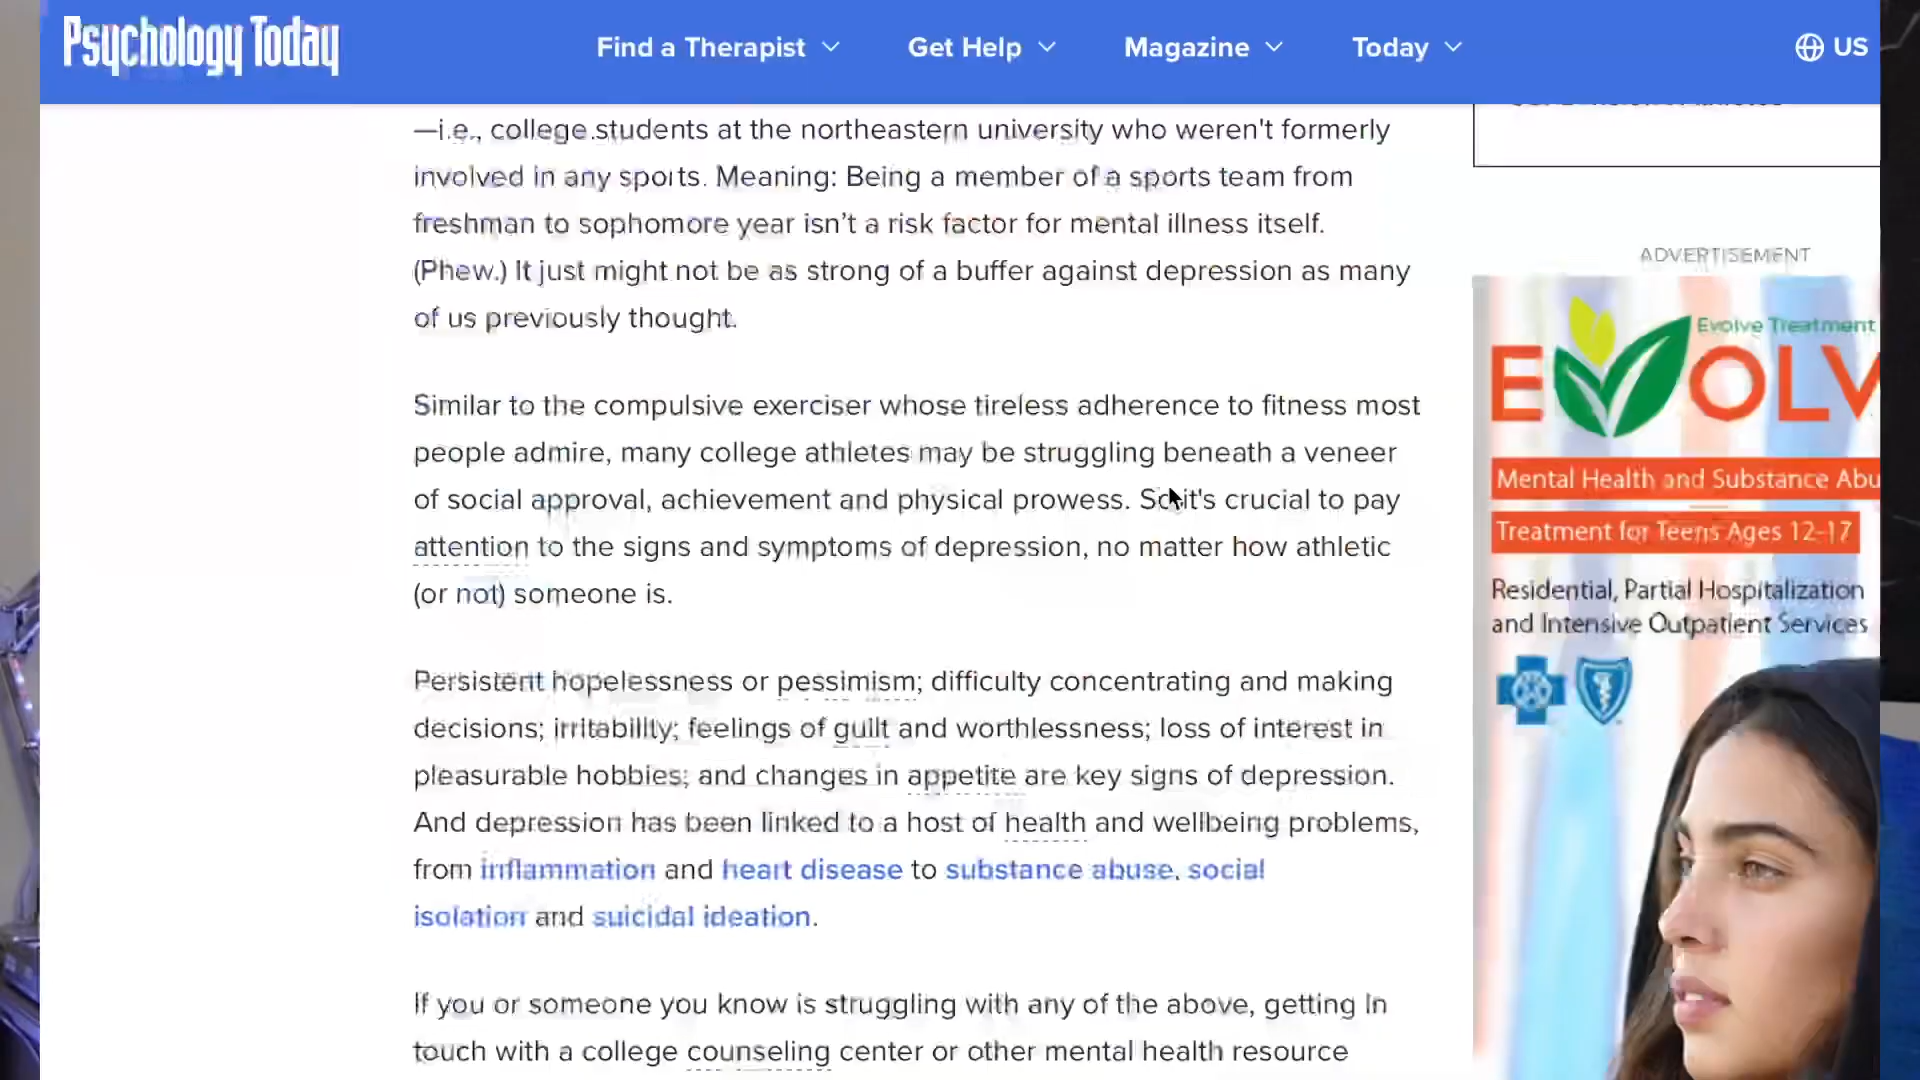 Psychology Today
Find a Therapist
Get Help
Magazine
Today
US
—i.e., college students at the northeastern university who weren't formerly
involved in any sports. Meaning: Being a member of a sports team from
freshman to sophomore year isn't a risk factor for mental illness itself.
(Phew.) It just might not be as strong of a buffer against depression as many
of us previously thought.
Similar to the compulsive exerciser whose tireless adherence to fitness most
people admire, many college athletes may be struggling beneath a veneer
of social approval, achievement and physical prowess. So it's crucial to pay
attention to the signs and symptoms of depression, no matter how athletic
(or not) someone is.
Persistent hopelessness or pessimism; difficulty concentrating and making
decisions; irritability; feelings of guilt and worthlessness; loss of interest in
pleasurable hobbies; and changes in appetite are key signs of depression.
And depression has been linked to a host of health and wellbeing problems,
from inflammation and heart disease to substance abuse, social
isolation and suicidal ideation.
If you or someone you know is struggling with any of the above, getting in
touch with a college counseling center or other mental health resource
ADVERTISEMENT
Evolve Treatment
EVOLV
Mental Health and Substance Abu
Treatment for Teens Ages 12-17
Residential, Partial Hospitalization
and Intensive Outpatient Services